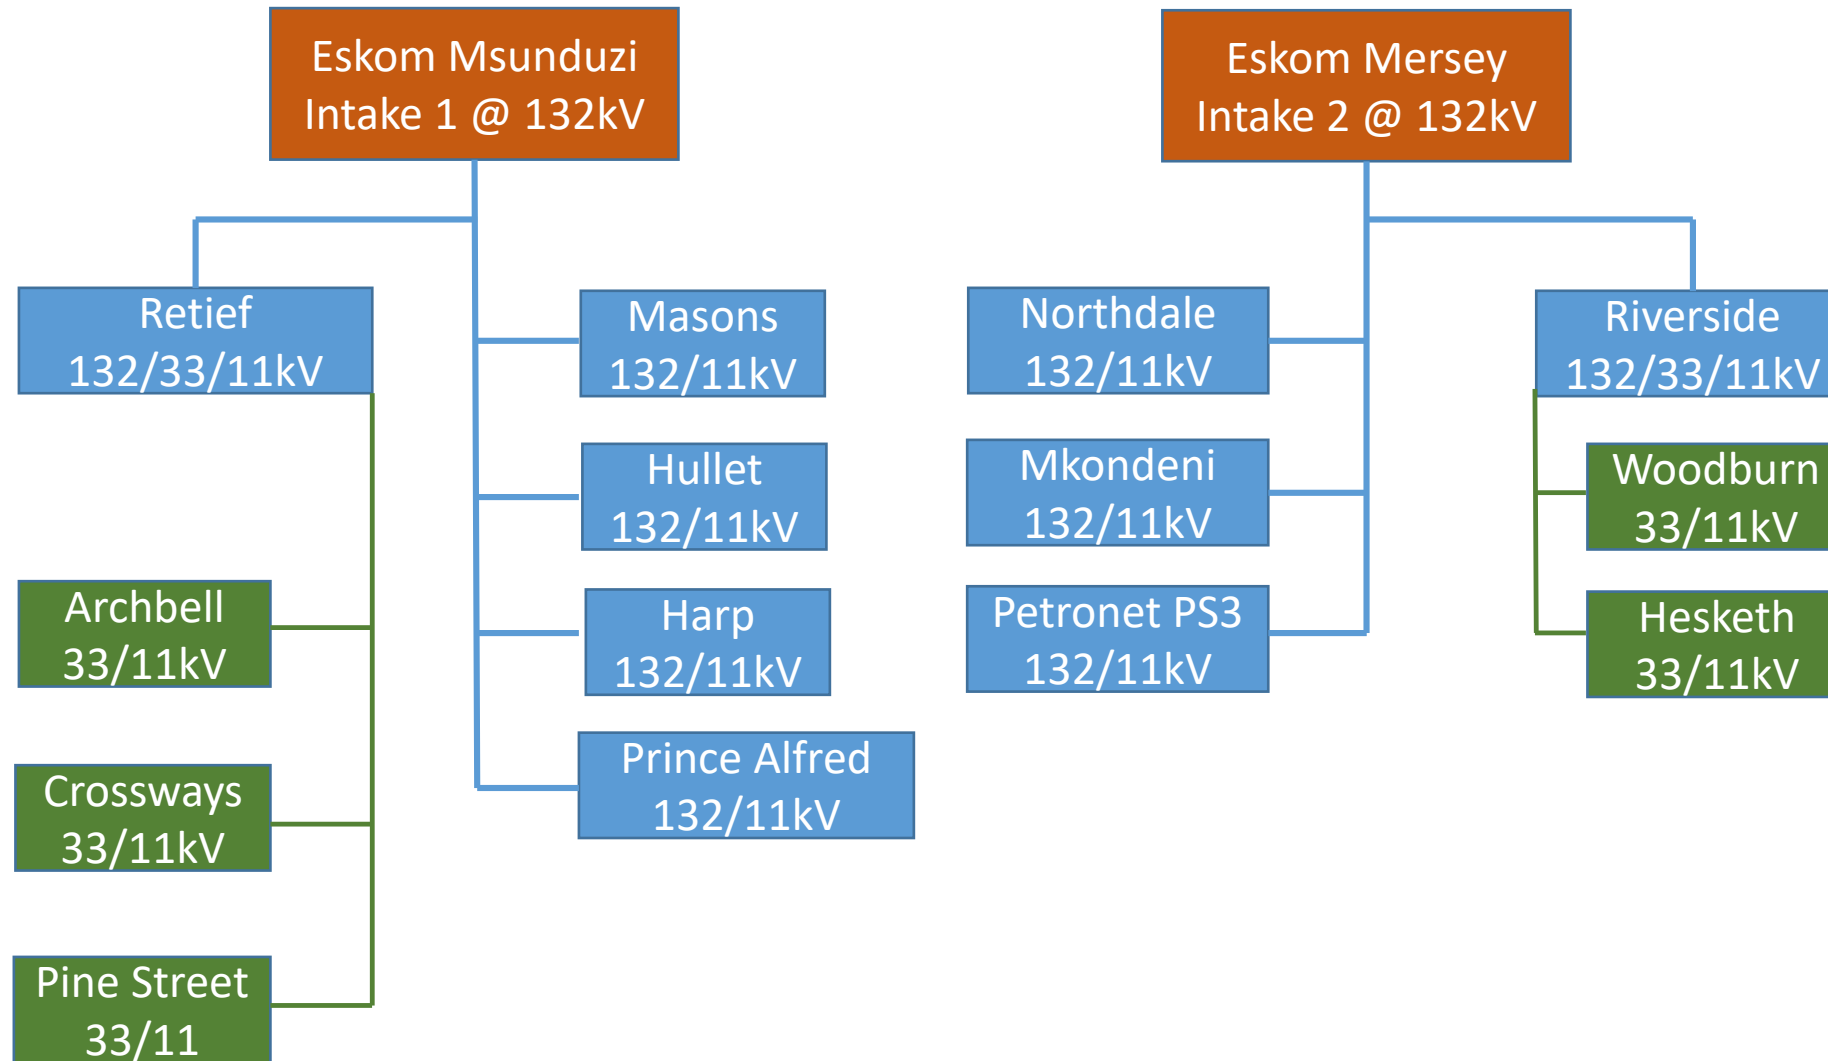 Eskom Msunduzi
Intake 1 @ 132kV
Eskom Mersey
Intake 2 @ 132kV
Retief
132/33/11kV
Masons
132/11kV
Northdale
132/11kV
Riverside
132/33/11kV
Hullet
132/11kV
Mkondeni
132/11kV
Woodburn
33/11kV
Archbell
33/11kV
Harp
132/11kV
Petronet PS3
132/11kV
Hesketh
33/11kV
Crossways
33/11kV
Prince Alfred
132/11kV
Pine Street
33/11